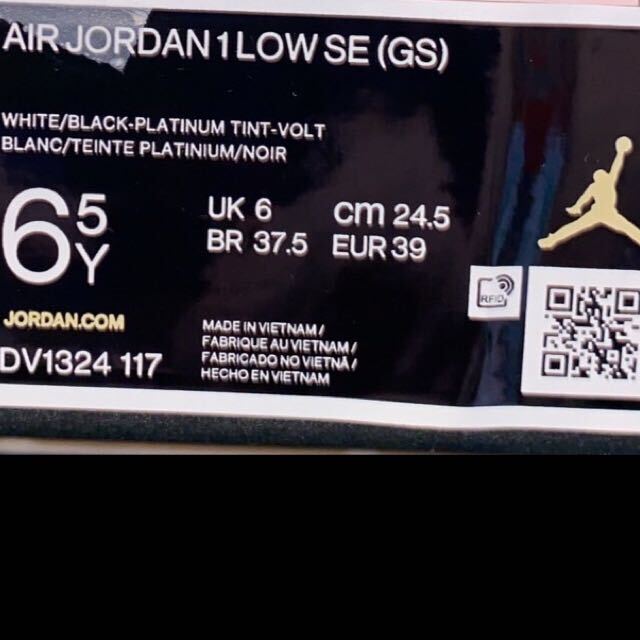 AIR JORDAN 1 LOW SE (GS)
WHITE/BLACK-PLATINUM TINT-VOLT
BLANC/TEINTE PLATINIUM/NOIR
6 5 Y
UK 6 cm 24.5
BR 37.5 EUR 39
RFID
JORDAN.COM
DV1324 117
MADE IN VIETNAM /
FABRIQUE AU VIETNAM /
FABRICADO NO VIETNÃ /
HECHO EN VIETNAM